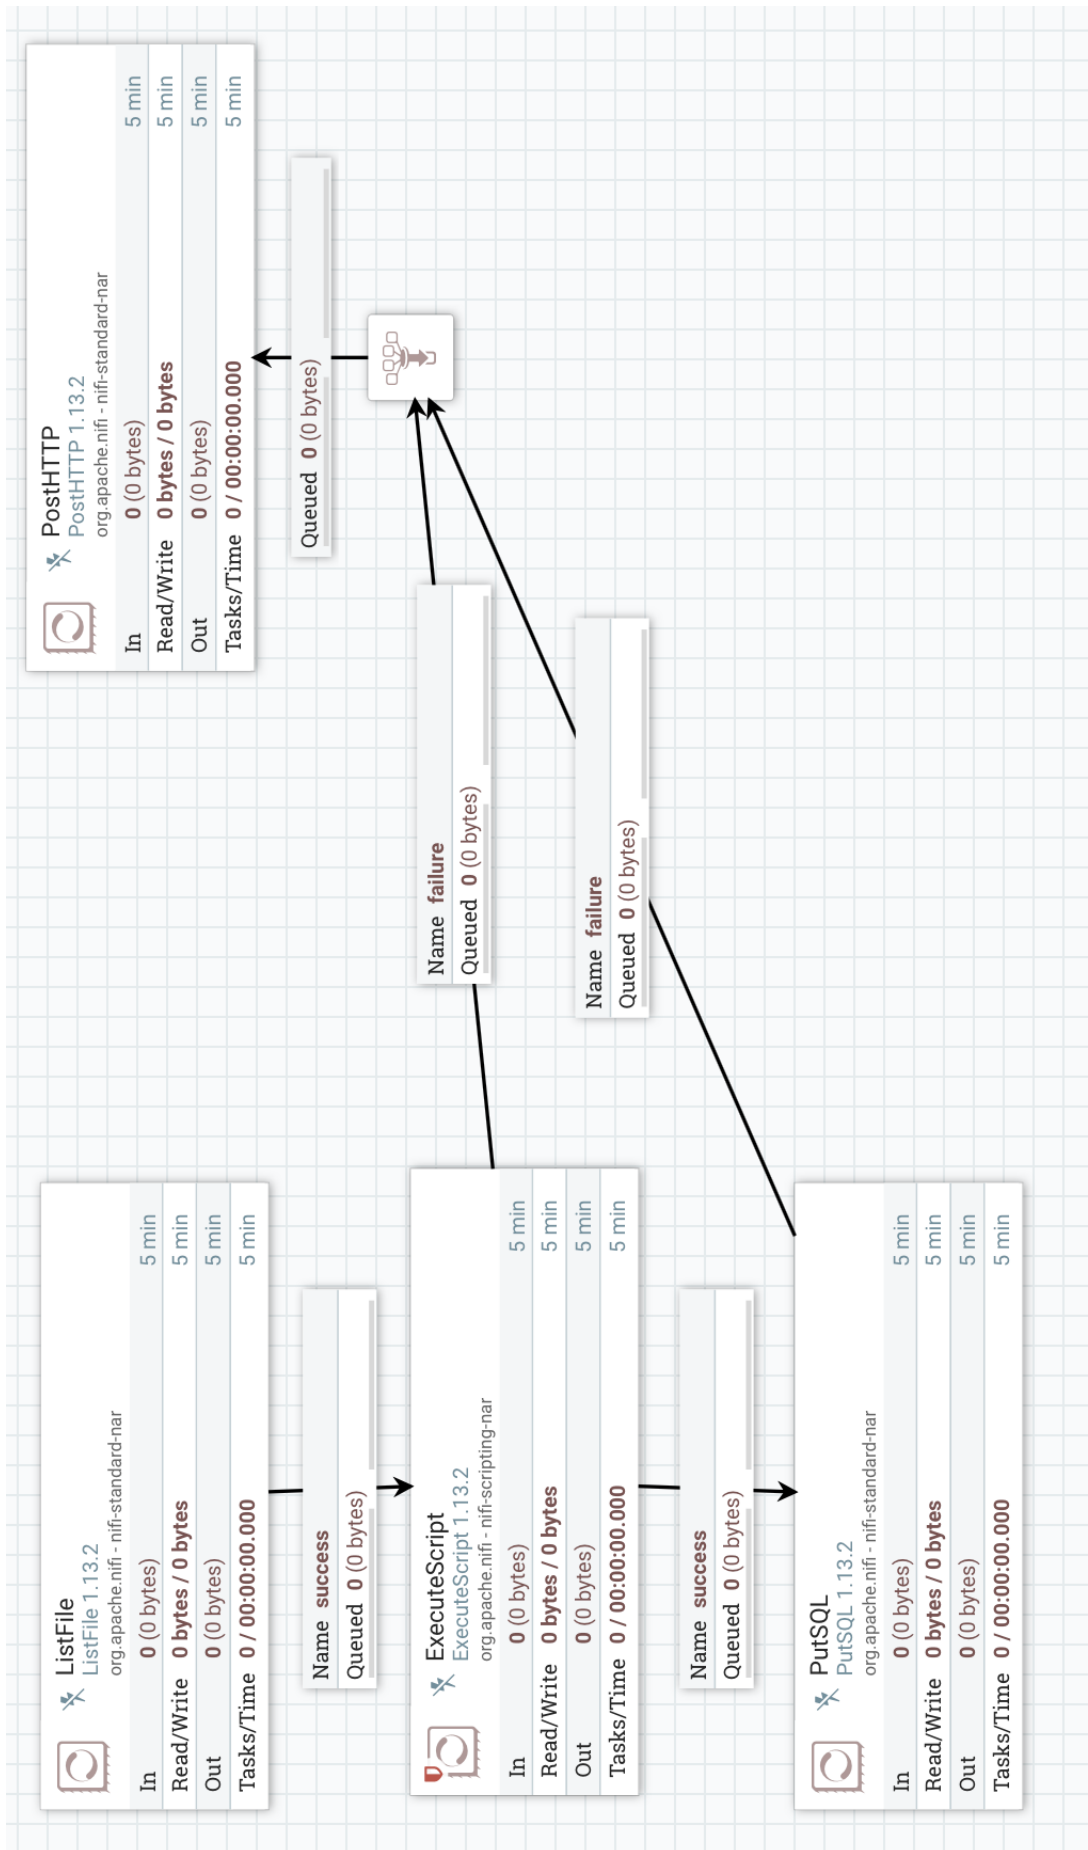 ListFile
ListFile 1.13.2
org.apache.nifi - nifi-standard-nar
In 0 (0 bytes) 5 min
Read/Write 0 bytes / 0 bytes 5 min
Out 0 (0 bytes) 5 min
Tasks/Time 0 / 00:00:00.000 5 min
Name success
Queued 0 (0 bytes)
ExecuteScript
ExecuteScript 1.13.2
org.apache.nifi - nifi-scripting-nar
In 0 (0 bytes) 5 min
Read/Write 0 bytes / 0 bytes 5 min
Out 0 (0 bytes) 5 min
Tasks/Time 0 / 00:00:00.000 5 min
Name success
Queued 0 (0 bytes)
PutSQL
PutSQL 1.13.2
org.apache.nifi - nifi-standard-nar
In 0 (0 bytes) 5 min
Read/Write 0 bytes / 0 bytes 5 min
Out 0 (0 bytes) 5 min
Tasks/Time 0 / 00:00:00.000 5 min
Name failure
Queued 0 (0 bytes)
Name failure
Queued 0 (0 bytes)
PostHTTP
PostHTTP 1.13.2
org.apache.nifi - nifi-standard-nar
In 0 (0 bytes) 5 min
Read/Write 0 bytes / 0 bytes 5 min
Out 0 (0 bytes) 5 min
Tasks/Time 0 / 00:00:00.000 5 min
Queued 0 (0 bytes)